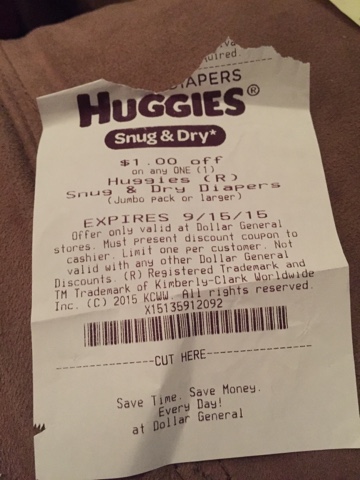 uired.
DIAPERS
HUGGIES®
Snug & Dry*
$1.00 off
on any ONE (1)
Huggies (R)
Snug & Dry Diapers
(Jumbo pack or larger)
EXPIRES 9/15/15
Offer only valid at Dollar General
stores. Must present discount coupon to
cashier. Limit one per customer. Not
valid with any other Dollar General
Discounts. (R) Registered Trademark and
TM Trademark of Kimberly-Clark Worldwide
Inc. (C) 2015 KCWW. All rights reserved.
X15135912092
CUT HERE
Save Time. Save Money.
Every Day!
at Dollar General